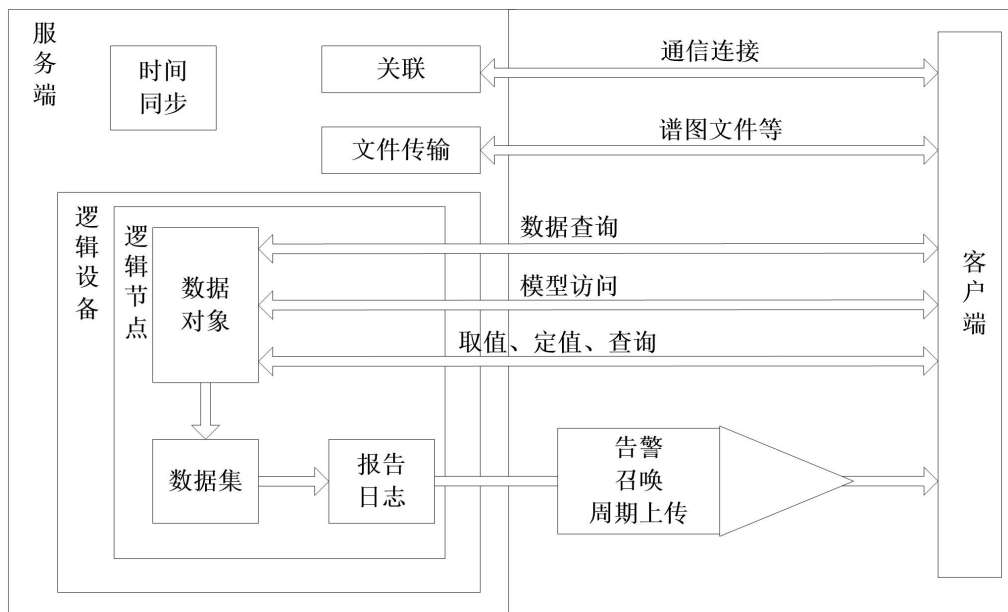 服务端
时间
同步
关联
通信连接
文件传输
谱图文件等
逻辑设备
逻辑节点
数据
对象
数据查询
模型访问
取值、定值、查询
客户端
数据集
报告
日志
告警
召唤
周期上传